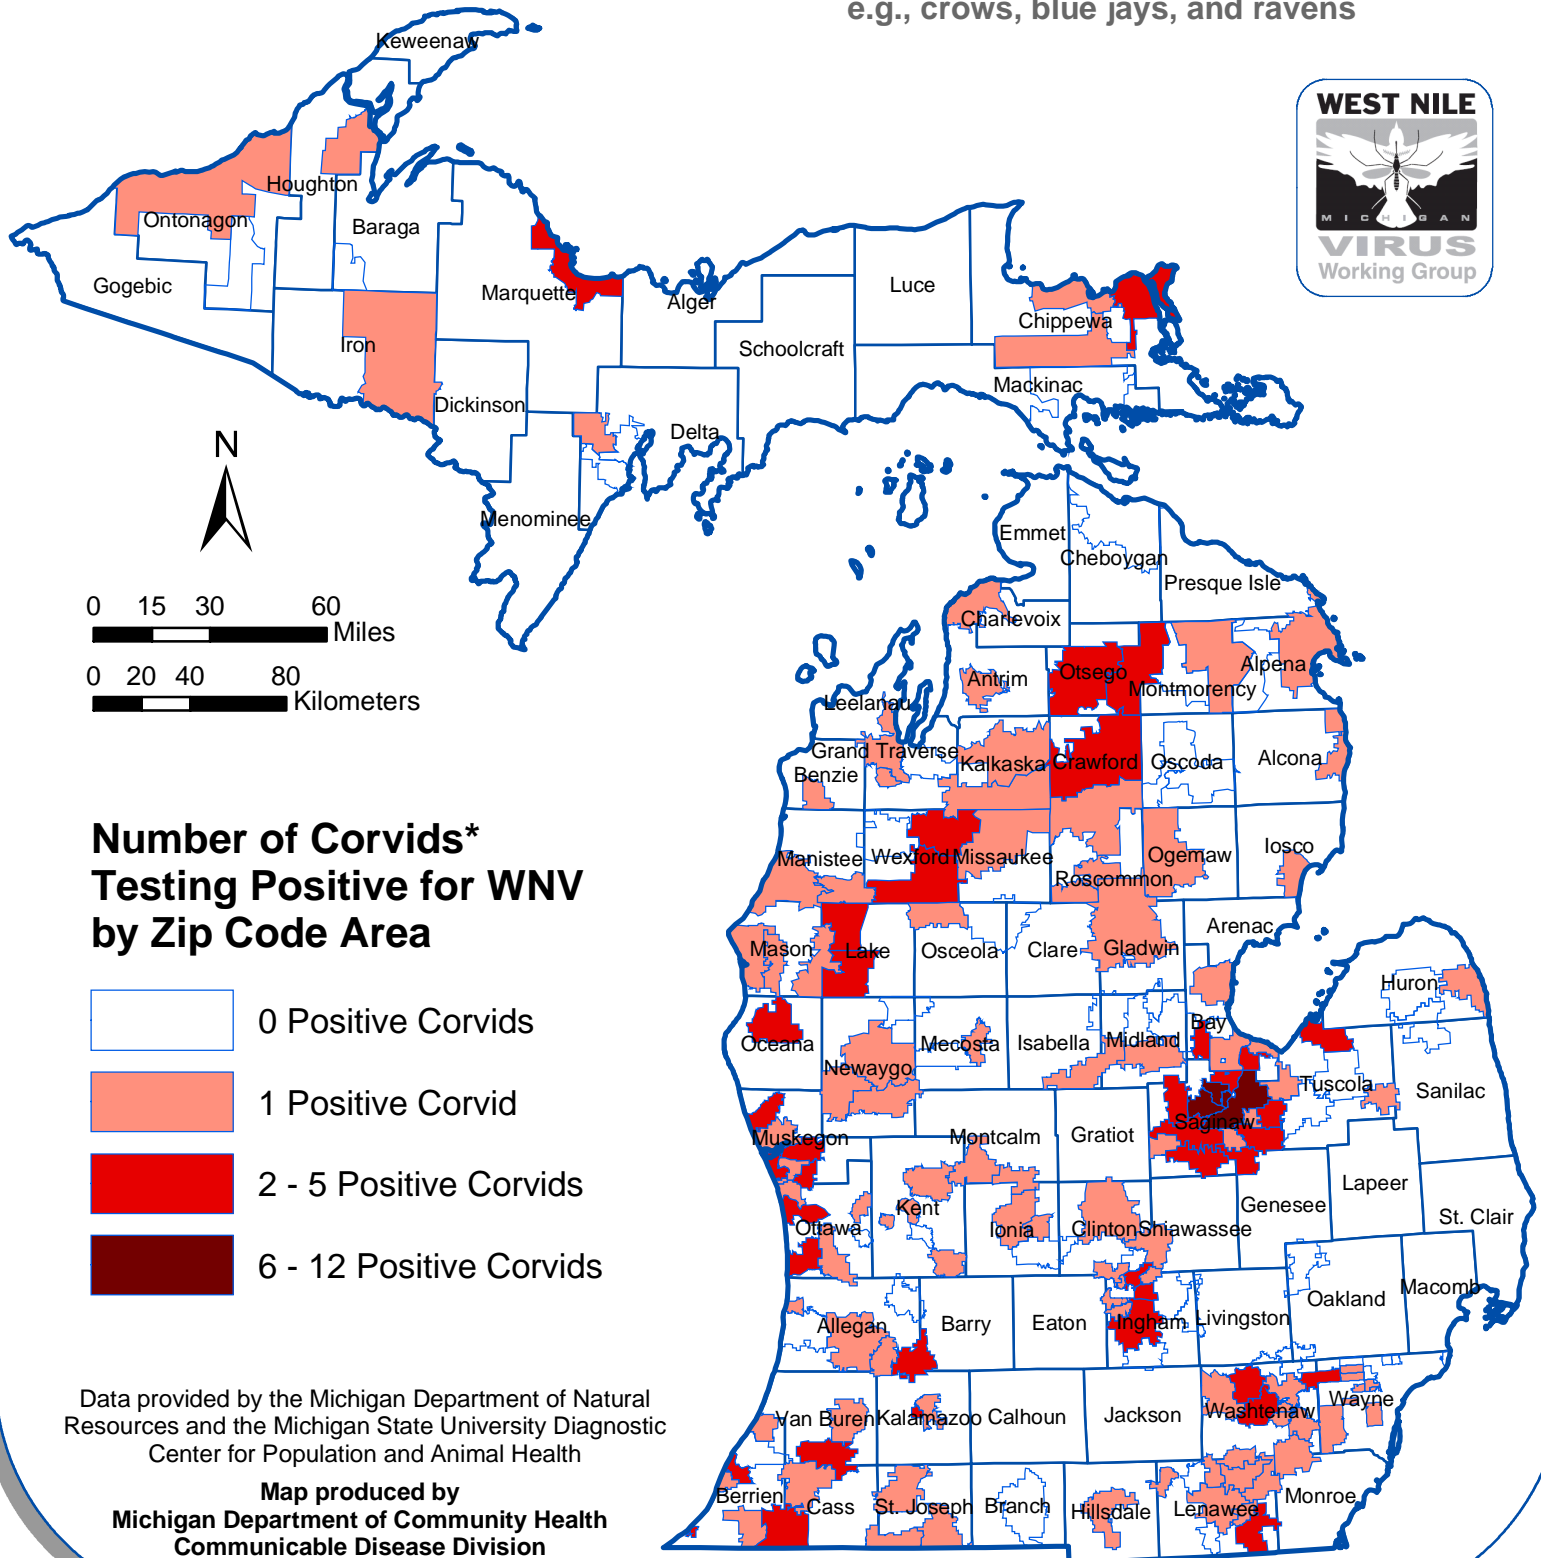 e.g., crows, blue jays, and ravens
WEST NILE
MICHIGAN
VIRUS
Working Group
Keweenaw
Houghton
Ontonagon
Baraga
Gogebic
Marquette
Alger
Luce
Chippewa
Iron
Schoolcraft
Mackinac
Dickinson
Delta
Menominee
N
0 15 30 60
Miles
0 20 40 80
Kilometers
Emmet
Cheboygan
Presque Isle
Charlevoix
Antrim
Otsego
Montmorency
Alpena
Leelanau
Grand Traverse
Benzie
Kalkaska
Crawford
Oscoda
Alcona
Manistee
Wexford
Missaukee
Roscommon
Ogemaw
Iosco
Mason
Lake
Osceola
Clare
Gladwin
Arenac
Huron
Oceana
Newaygo
Mecosta
Isabella
Midland
Bay
Tuscola
Sanilac
Muskegon
Montcalm
Gratiot
Saginaw
Lapeer
Genesee
St. Clair
Ottawa
Kent
Ionia
Clinton
Shiawassee
Oakland
Macomb
Allegan
Barry
Eaton
Ingham
Livingston
Van Buren
Kalamazoo
Calhoun
Jackson
Washtenaw
Wayne
Berrien
Cass
St. Joseph
Branch
Hillsdale
Lenawee
Monroe
Number of Corvids*
Testing Positive for WNV
by Zip Code Area
0 Positive Corvids
1 Positive Corvid
2 - 5 Positive Corvids
6 - 12 Positive Corvids
Data provided by the Michigan Department of Natural
Resources and the Michigan State University Diagnostic
Center for Population and Animal Health
Map produced by
Michigan Department of Community Health
Communicable Disease Division